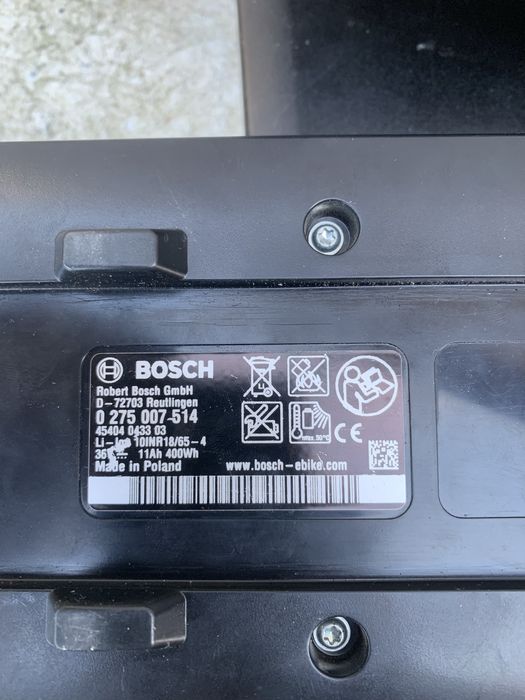 BOSCH
Robert Bosch GmbH
D-72703 Reutlingen
0 275 007-514
45404 0433 03
Li- 10INR18/65-4
11Ah 400Wh
Made in Poland
www.bosch-ebike.com
Li
max. 50°C
CE